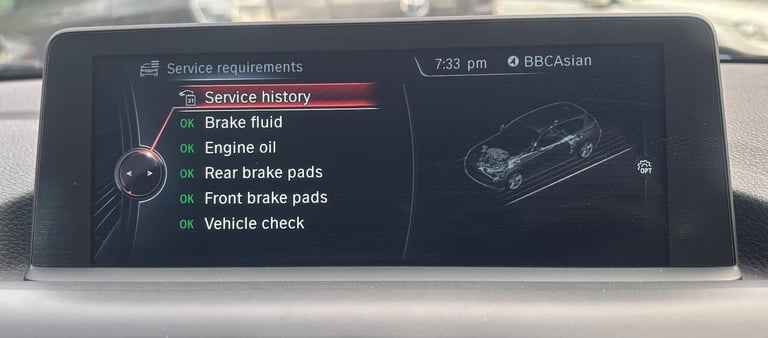 Service requirements
7:33 pm BBCAsian
31 Service history
OK Brake fluid
OK Engine oil
OK Rear brake pads
OK Front brake pads
OK Vehicle check
OPT